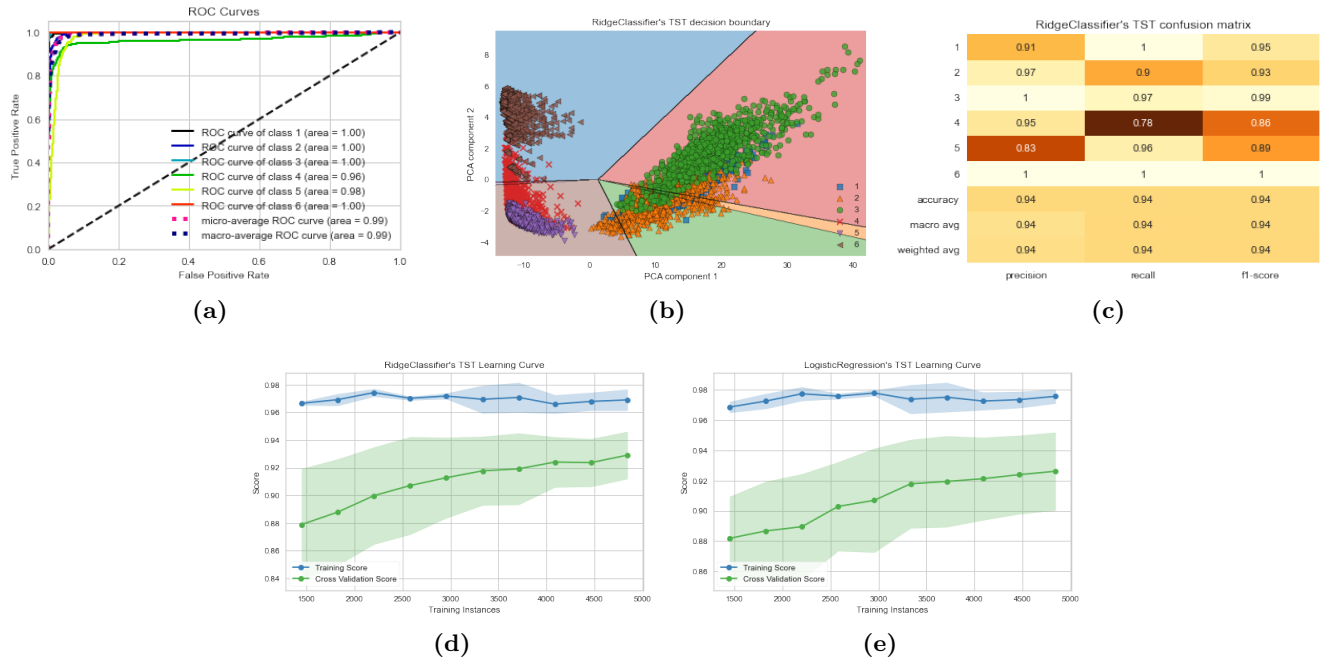 ROC Curves
True Positive Rate
1.0
0.8
0.6
0.4
0.2
0.0
ROC curve of class 1 (area = 1.00)
ROC curve of class 2 (area = 1.00)
ROC curve of class 3 (area = 1.00)
ROC curve of class 4 (area = 0.96)
ROC curve of class 5 (area = 0.98)
ROC curve of class 6 (area = 1.00)
micro-average ROC curve (area = 0.99)
macro-average ROC curve (area = 0.99)
0.0 0.2 0.4 0.6 0.8 1.0
False Positive Rate
(a)
RidgeClassifier's TST decision boundary
PCA component 2
8
6
4
2
0
−2
−4
1
2
3
4
5
6
−10 0 10 20 30 40
PCA component 1
(b)
RidgeClassifier's TST confusion matrix
1 0.91 1 0.95
2 0.97 0.9 0.93
3 1 0.97 0.99
4 0.95 0.78 0.86
5 0.83 0.96 0.89
6 1 1 1
accuracy 0.94 0.94 0.94
macro avg 0.94 0.94 0.94
weighted avg 0.94 0.94 0.94
precision recall f1-score
(c)
RidgeClassifier's TST Learning Curve
Score
0.98
0.96
0.94
0.92
0.90
0.88
0.86
0.84
Training Score
Cross Validation Score
1500 2000 2500 3000 3500 4000 4500 5000
Training Instances
(d)
LogisticRegression's TST Learning Curve
Score
0.98
0.96
0.94
0.92
0.90
0.88
0.86
Training Score
Cross Validation Score
1500 2000 2500 3000 3500 4000 4500 5000
Training Instances
(e)